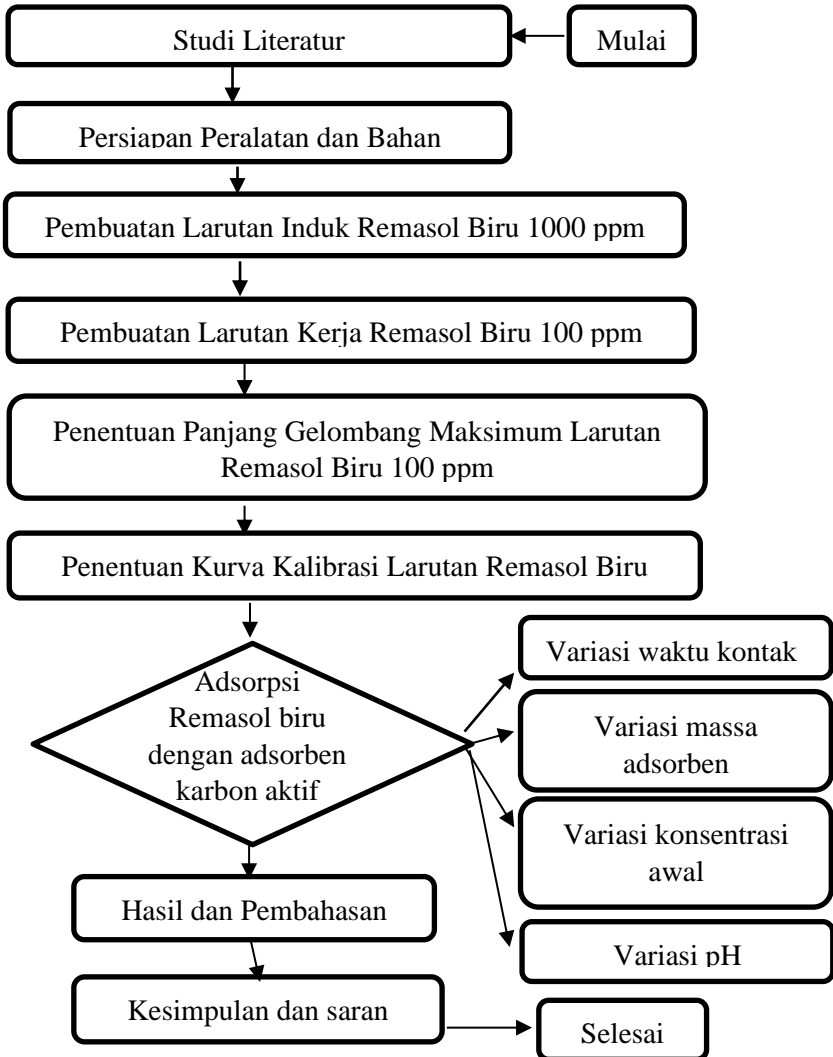 Studi Literatur
Mulai
Persiapan Peralatan dan Bahan
Pembuatan Larutan Induk Remasol Biru 1000 ppm
Pembuatan Larutan Kerja Remasol Biru 100 ppm
Penentuan Panjang Gelombang Maksimum Larutan
Remasol Biru 100 ppm
Penentuan Kurva Kalibrasi Larutan Remasol Biru
Adsorpsi
Remasol biru
dengan adsorben
karbon aktif
Variasi waktu kontak
Variasi massa
adsorben
Variasi konsentrasi
awal
Variasi pH
Hasil dan Pembahasan
Kesimpulan dan saran
Selesai